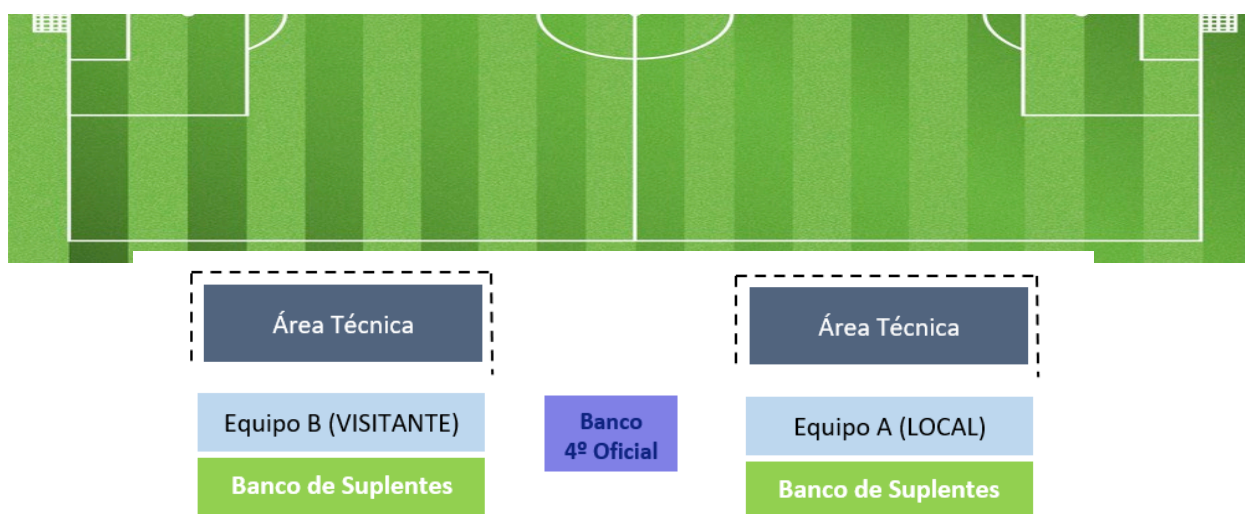 Área Técnica
Área Técnica
Equipo B (VISITANTE)
Banco
4º Oficial
Equipo A (LOCAL)
Banco de Suplentes
Banco de Suplentes